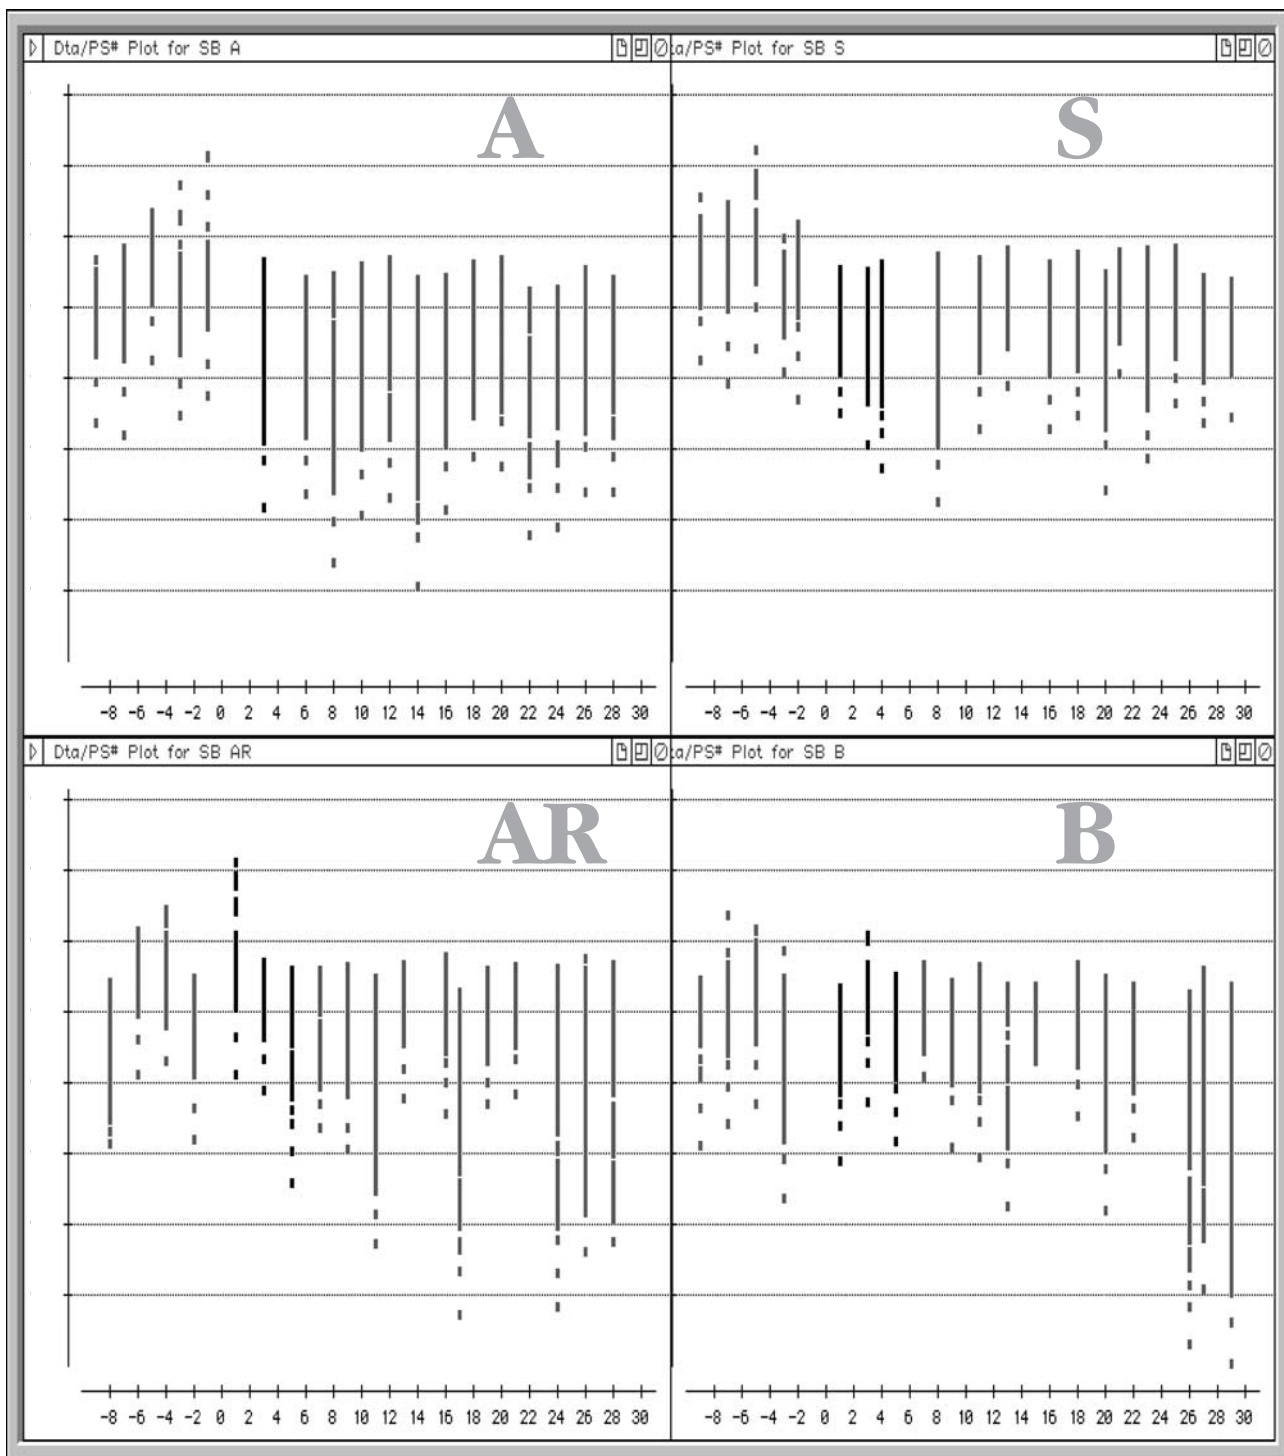 Dta/PS# Plot for SB A
A
-8 -6 -4 -2 0 2 4 6 8 10 12 14 16 18 20 22 24 26 28 30
ta/PS# Plot for SB S
S
-8 -6 -4 -2 0 2 4 6 8 10 12 14 16 18 20 22 24 26 28 30
Dta/PS# Plot for SB AR
AR
-8 -6 -4 -2 0 2 4 6 8 10 12 14 16 18 20 22 24 26 28 30
ta/PS# Plot for SB B
B
-8 -6 -4 -2 0 2 4 6 8 10 12 14 16 18 20 22 24 26 28 30